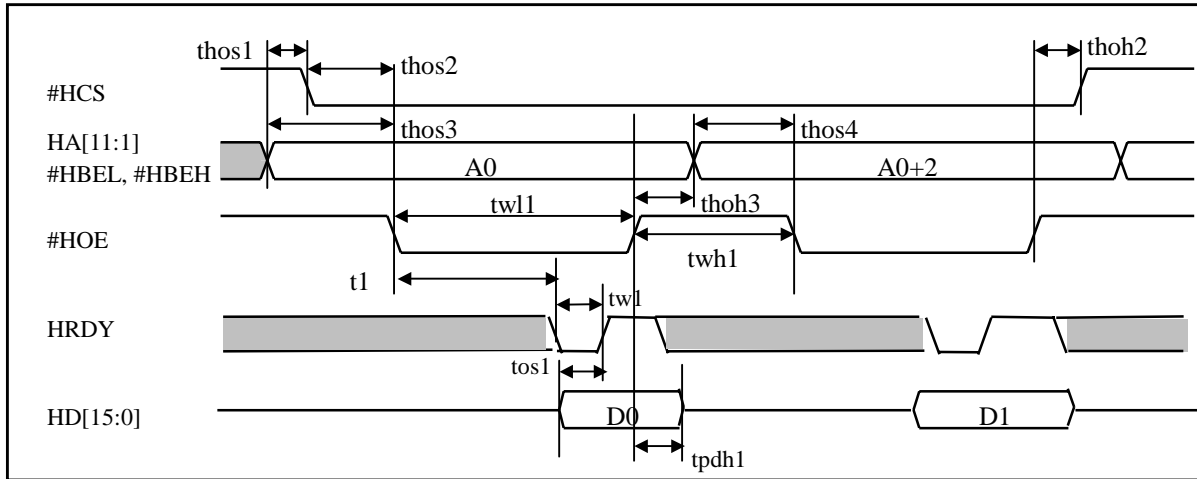 thos1
thos2
thoh2
#HCS
thos3
thos4
HA[11:1]
#HBEL, #HBEH
A0
A0+2
twl1
thoh3
#HOE
twh1
t1
tw1
HRDY
tos1
HD[15:0]
D0
D1
tpdh1